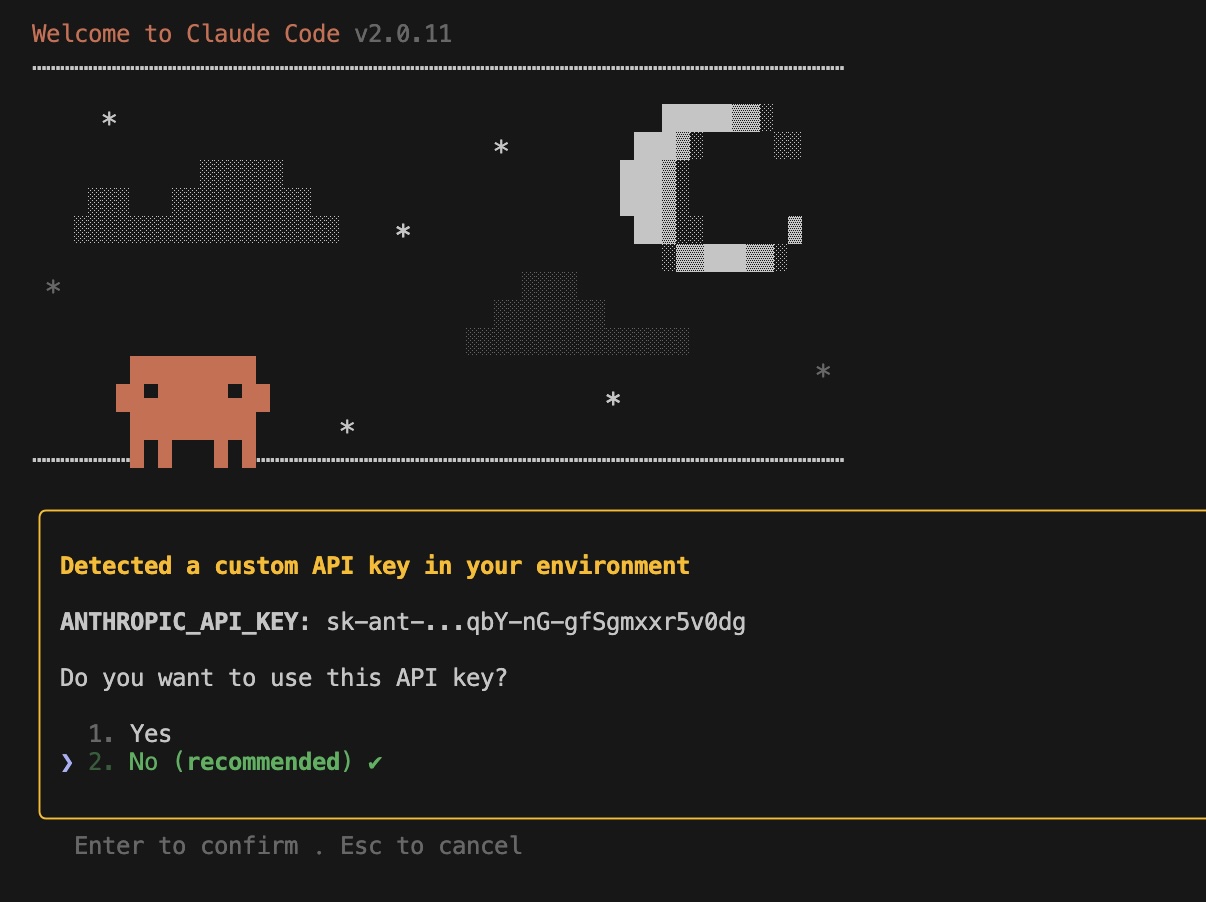 Welcome to Claude Code v2.0.11
*
*
*
*
*
*
*
Detected a custom API key in your environment
ANTHROPIC_API_KEY: sk-ant-...qbY-nG-gfSgmxxr5v0dg
Do you want to use this API key?
1. Yes
❯ 2. No (recommended) ✔
Enter to confirm . Esc to cancel